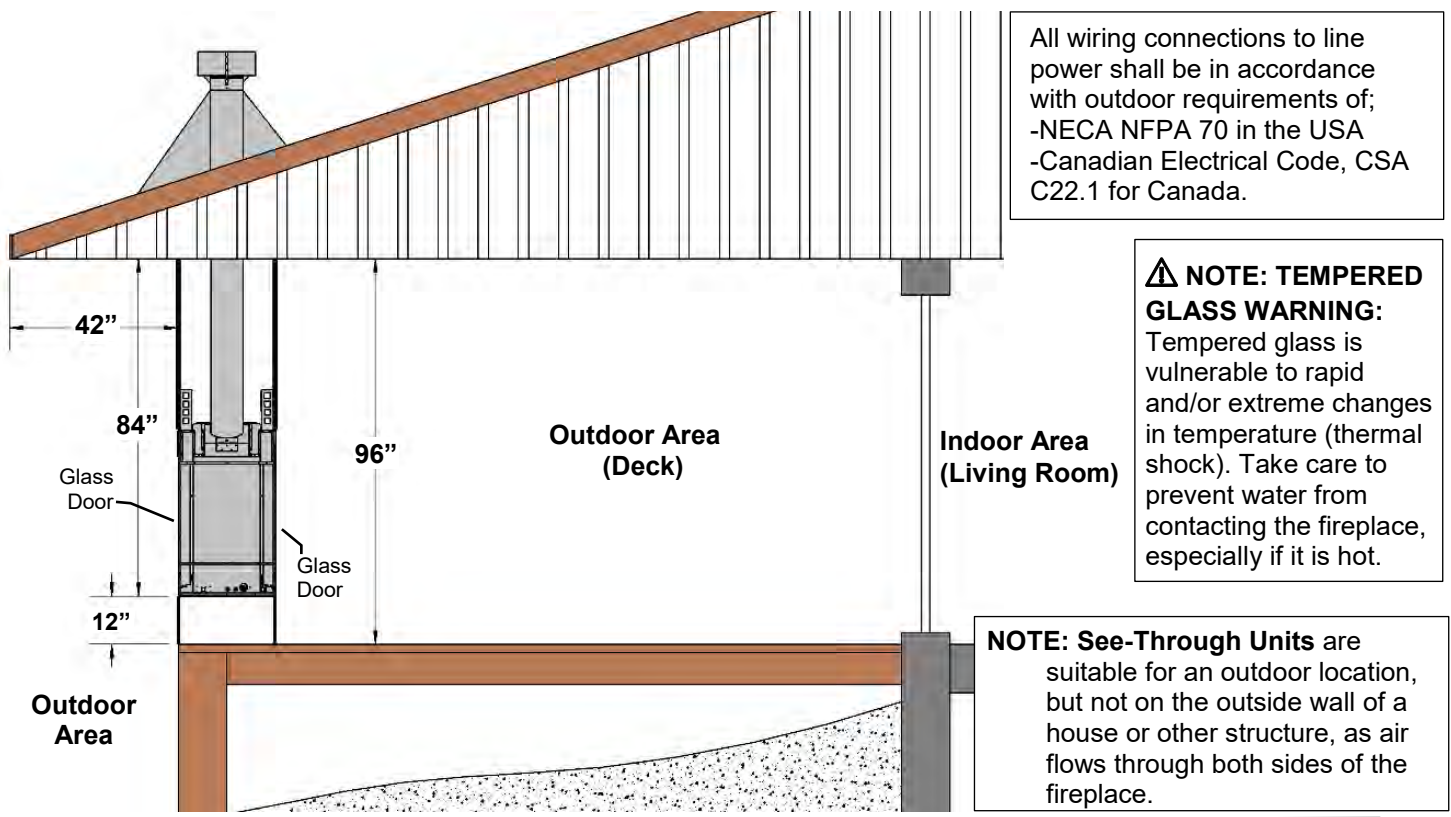 All wiring connections to line
power shall be in accordance
with outdoor requirements of;
-NECA NFPA 70 in the USA
-Canadian Electrical Code, CSA
C22.1 for Canada.
⚠ NOTE: TEMPERED
GLASS WARNING:
Tempered glass is
vulnerable to rapid
and/or extreme changes
in temperature (thermal
shock). Take care to
prevent water from
contacting the fireplace,
especially if it is hot.
42”
84”
96”
Outdoor Area
(Deck)
Indoor Area
(Living Room)
Glass
Door
Glass
Door
12”
Outdoor
Area
NOTE: See-Through Units are
suitable for an outdoor location,
but not on the outside wall of a
house or other structure, as air
flows through both sides of the
fireplace.